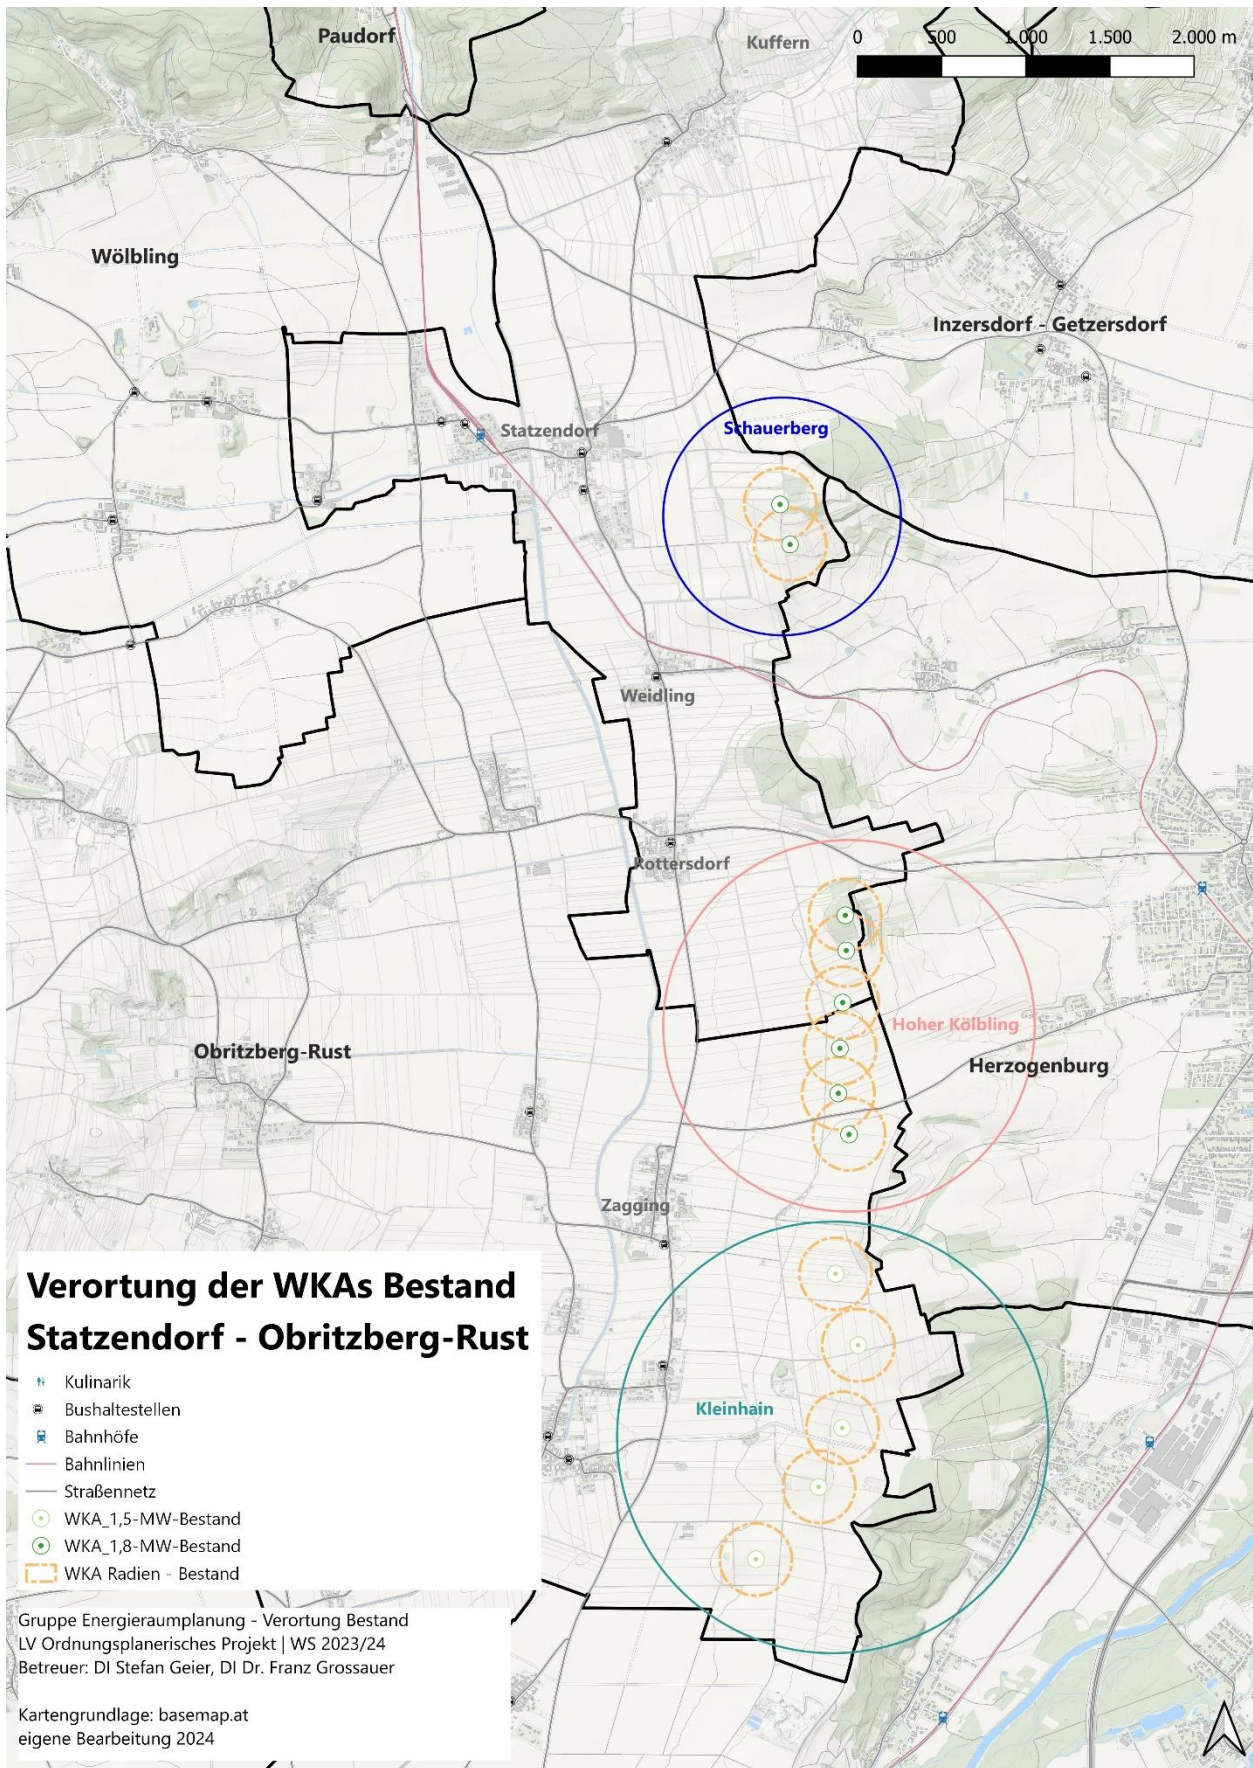 Paudorf
Kuffern
0 500 1.000 1.500 2.000 m
Wölbling
Inzersdorf - Getzersdorf
Schauerberg
Statzendorf
Weidling
Rottersdorf
Hoher Kölbling
Obritzberg-Rust
Herzogenburg
Zagging
Kleinhain
Verortung der WKAs Bestand
Statzendorf - Obritzberg-Rust
Kulinarik
Bushaltestellen
Bahnhöfe
Bahnlinien
Straßennetz
WKA_1,5-MW-Bestand
WKA_1,8-MW-Bestand
WKA Radien - Bestand
Gruppe Energieraumplanung - Verortung Bestand
LV Ordnungsplanerisches Projekt | WS 2023/24
Betreuer: DI Stefan Geier, DI Dr. Franz Grossauer
Kartengrundlage: basemap.at
eigene Bearbeitung 2024